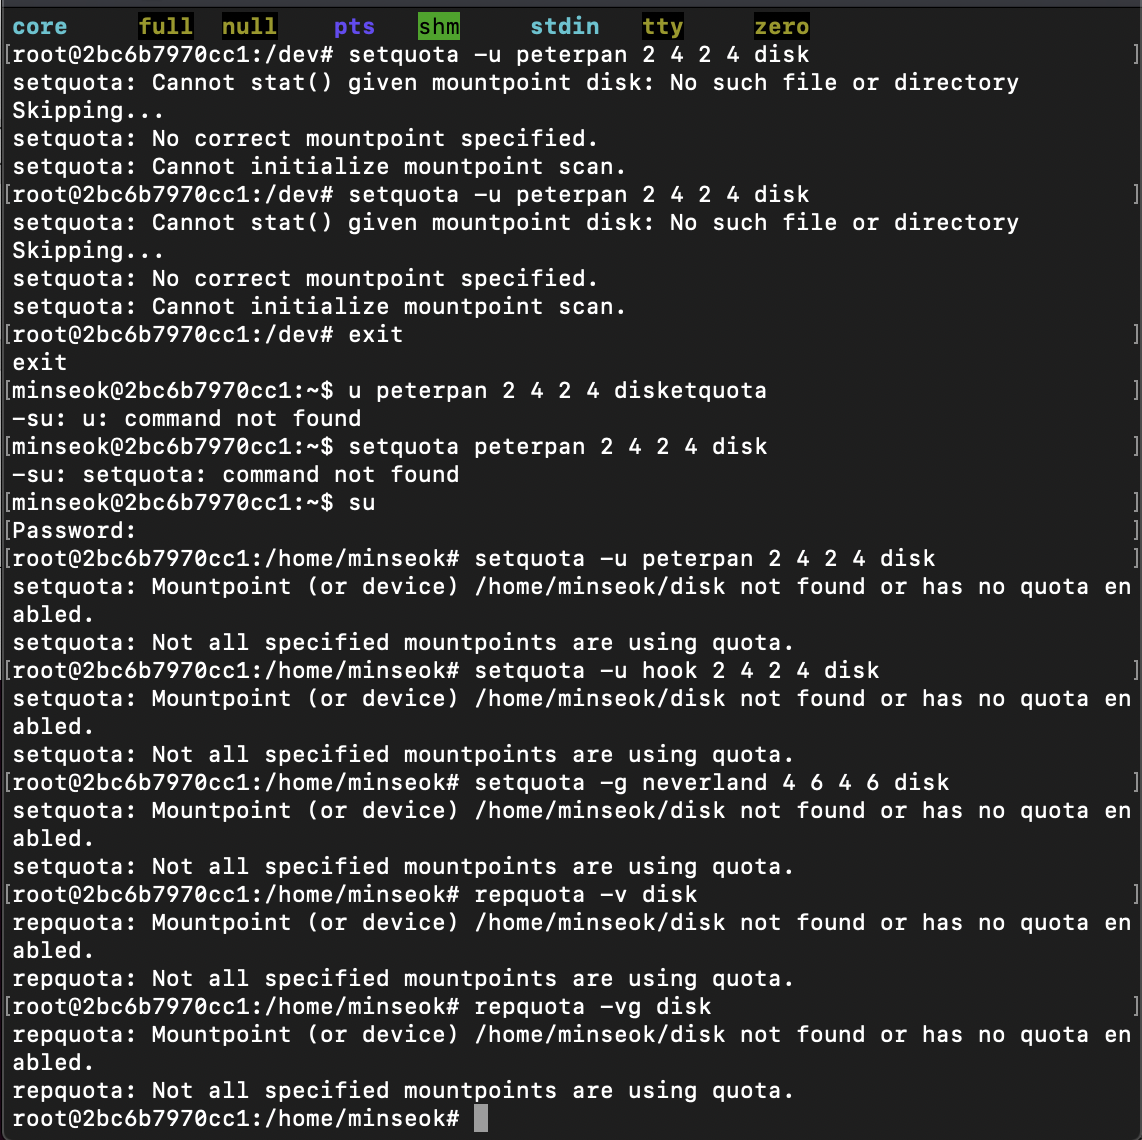 core     full  null    pts   shm     stdin   tty     zero
[root@2bc6b7970cc1:/dev# setquota -u peterpan 2 4 2 4 disk ]
setquota: Cannot stat() given mountpoint disk: No such file or directory
Skipping...
setquota: No correct mountpoint specified.
setquota: Cannot initialize mountpoint scan.
[root@2bc6b7970cc1:/dev# setquota -u peterpan 2 4 2 4 disk ]
setquota: Cannot stat() given mountpoint disk: No such file or directory
Skipping...
setquota: No correct mountpoint specified.
setquota: Cannot initialize mountpoint scan.
[root@2bc6b7970cc1:/dev# exit ]
exit
[minseok@2bc6b7970cc1:~$ u peterpan 2 4 2 4 disketquota ]
-su: u: command not found
[minseok@2bc6b7970cc1:~$ setquota peterpan 2 4 2 4 disk ]
-su: setquota: command not found
[minseok@2bc6b7970cc1:~$ su ]
[Password: ]
[root@2bc6b7970cc1:/home/minseok# setquota -u peterpan 2 4 2 4 disk ]
setquota: Mountpoint (or device) /home/minseok/disk not found or has no quota en
abled.
setquota: Not all specified mountpoints are using quota.
[root@2bc6b7970cc1:/home/minseok# setquota -u hook 2 4 2 4 disk ]
setquota: Mountpoint (or device) /home/minseok/disk not found or has no quota en
abled.
setquota: Not all specified mountpoints are using quota.
[root@2bc6b7970cc1:/home/minseok# setquota -g neverland 4 6 4 6 disk ]
setquota: Mountpoint (or device) /home/minseok/disk not found or has no quota en
abled.
setquota: Not all specified mountpoints are using quota.
[root@2bc6b7970cc1:/home/minseok# repquota -v disk ]
repquota: Mountpoint (or device) /home/minseok/disk not found or has no quota en
abled.
repquota: Not all specified mountpoints are using quota.
[root@2bc6b7970cc1:/home/minseok# repquota -vg disk ]
repquota: Mountpoint (or device) /home/minseok/disk not found or has no quota en
abled.
repquota: Not all specified mountpoints are using quota.
root@2bc6b7970cc1:/home/minseok#